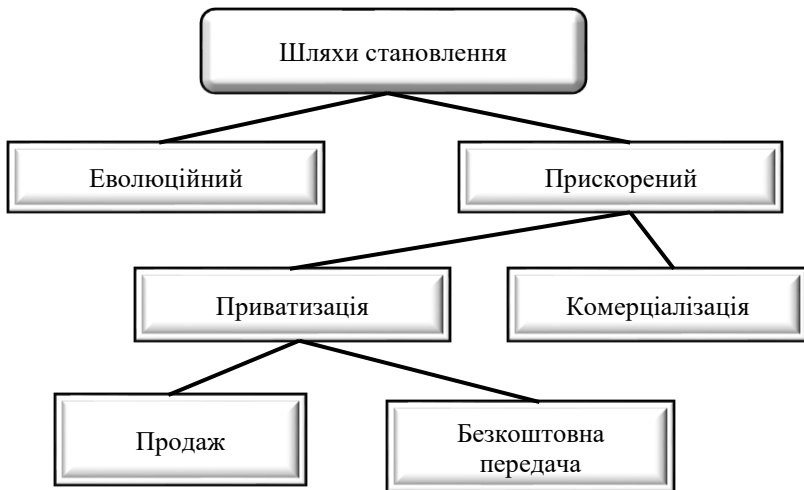 Шляхи становлення
Еволюційний
Прискорений
Приватизація
Комерціалізація
Продаж
Безкоштовна
передача